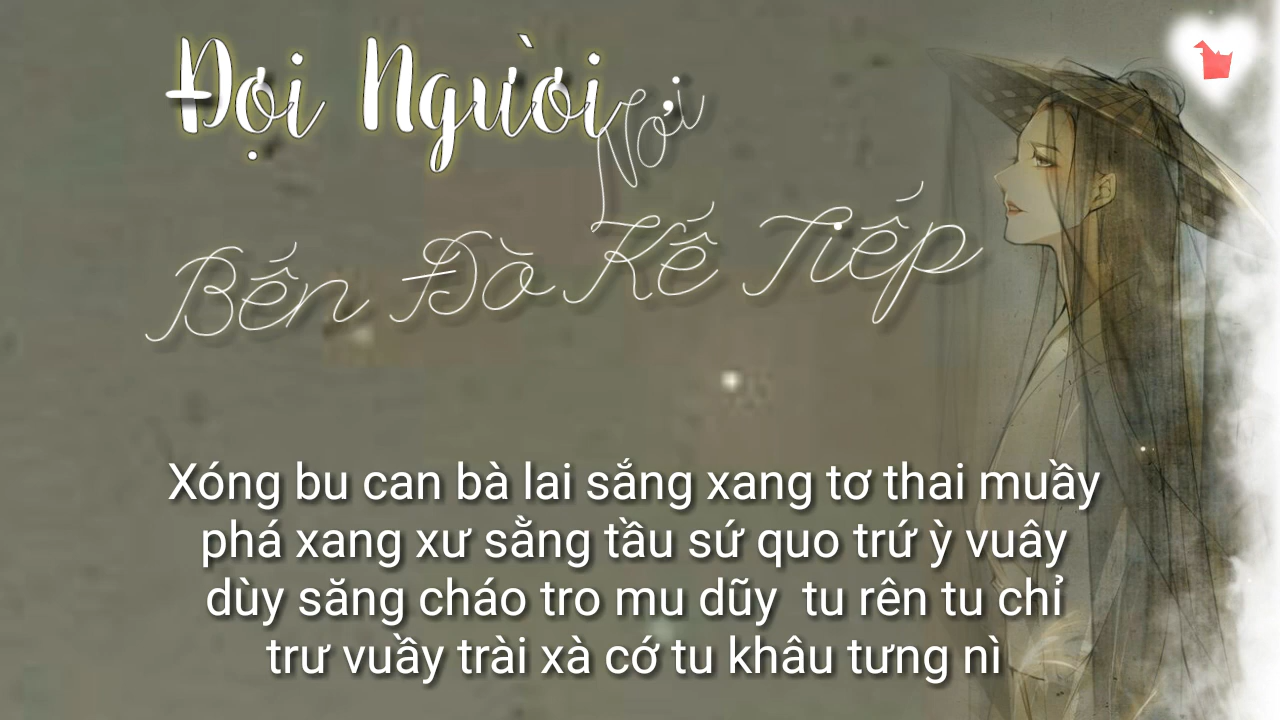 Đợi Người
Nơi
Bến Đò Kế Tiếp
Xóng bu can bà lai sắng xang tơ thai muầy
phá xang xư sằng tầu sứ quo trứ ỳ vuây
dùy săng cháo tro mu dũy tu rên tu chỉ
trư vuầy trài xà cớ tu khâu tưng nì